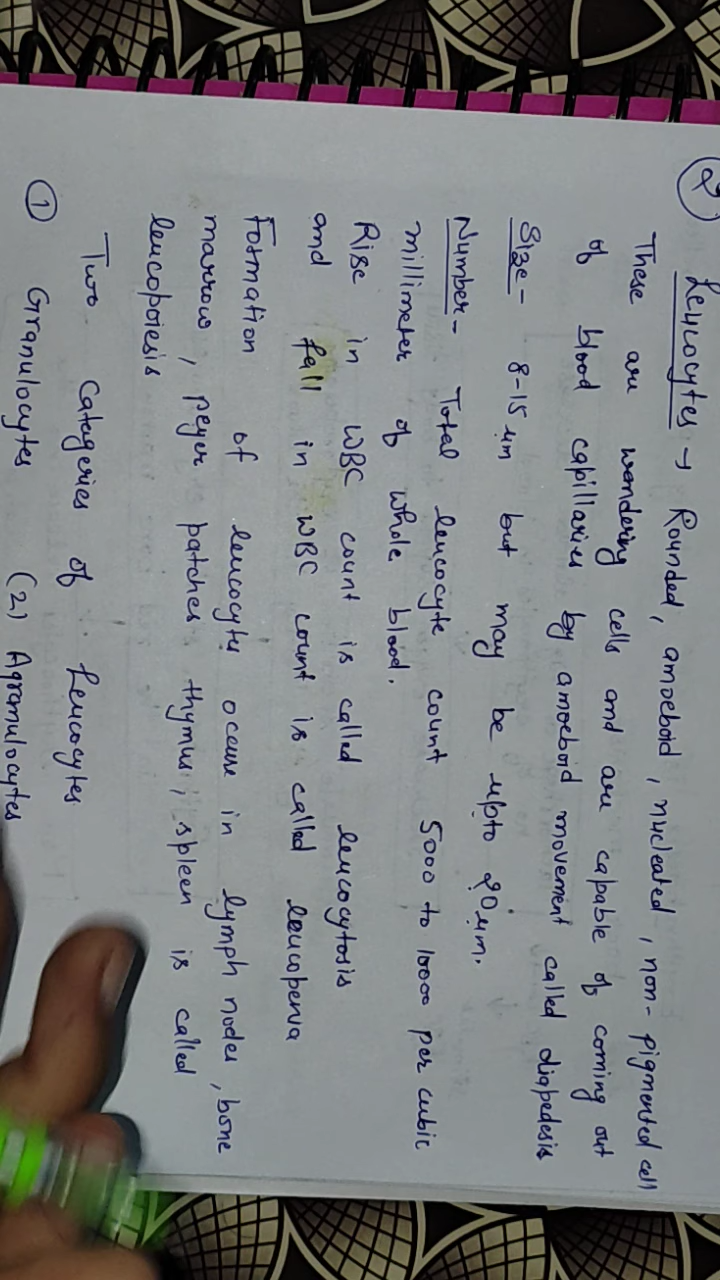 2. Leucocytes → Rounded, amoeboid, nucleated, non-pigmented cell
These are wondering cells and are capable of coming out
of blood capillaries by amoeboid movement called diapedesis
Size - 8-15 µm but may be upto 20 µm.
Number - Total leucocyte count 5000 to 10000 per cubic
millimeter of whole blood.
Rise in WBC count is called leucocytosis
and fall in WBC count is called leucopenia
Formation of leucocyte occure in lymph nodes, bone
marrow, peyer patches thymus, spleen is called
leucopoiesis
Two categories of Leucocytes
① Granulocytes (2) Agranulocytes